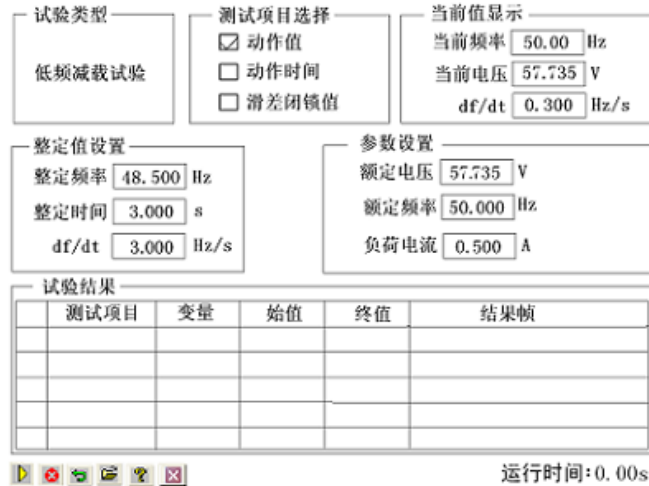 试验类型
低频减载试验
测试项目选择
动作值
动作时间
滑差闭锁值
当前值显示
当前频率 50.00 Hz
当前电压 57.735 V
df/dt 0.300 Hz/s
整定值设置
整定频率 48.500 Hz
整定时间 3.000 s
df/dt 3.000 Hz/s
参数设置
额定电压 57.735 V
额定频率 50.000 Hz
负荷电流 0.500 A
试验结果
测试项目 变量 始值 终值 结果帧
运行时间:0.00s